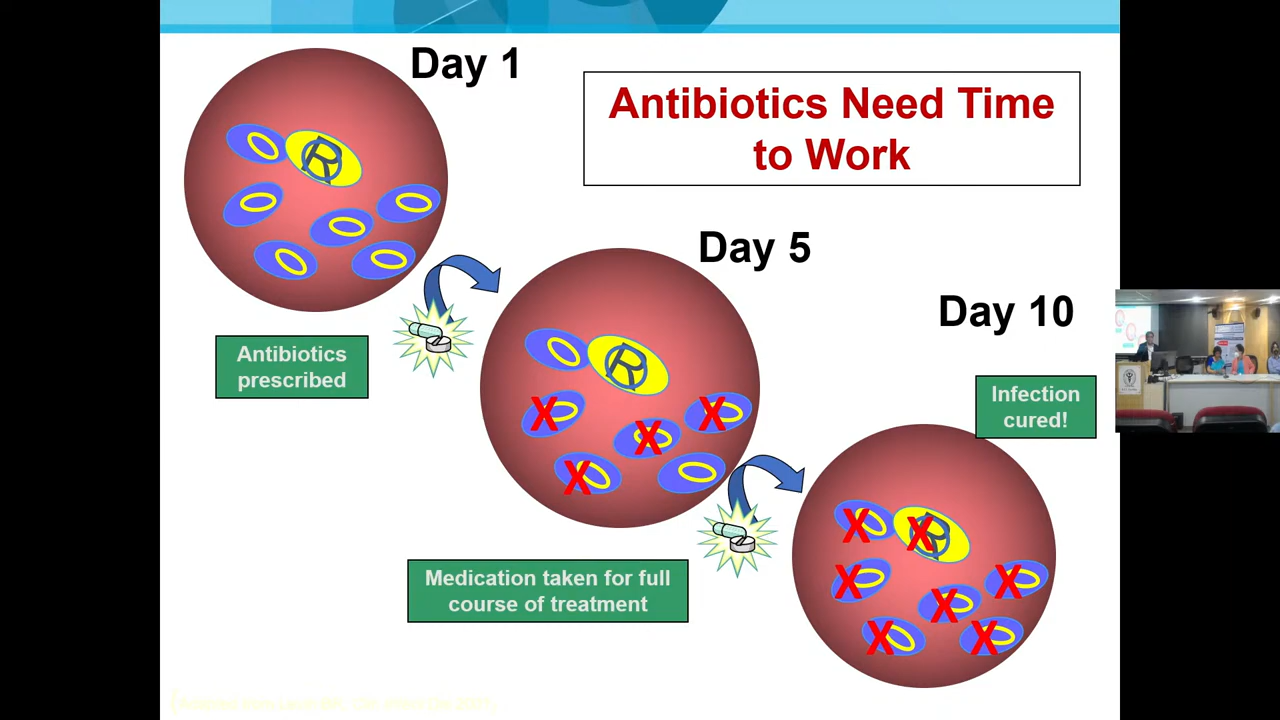 Day 1
Antibiotics Need Time
to Work
R
Antibiotics
prescribed
Day 5
R
X
X
X
X
Medication taken for full
course of treatment
Day 10
Infection
cured!
X
X
R
X
X
X
X
X